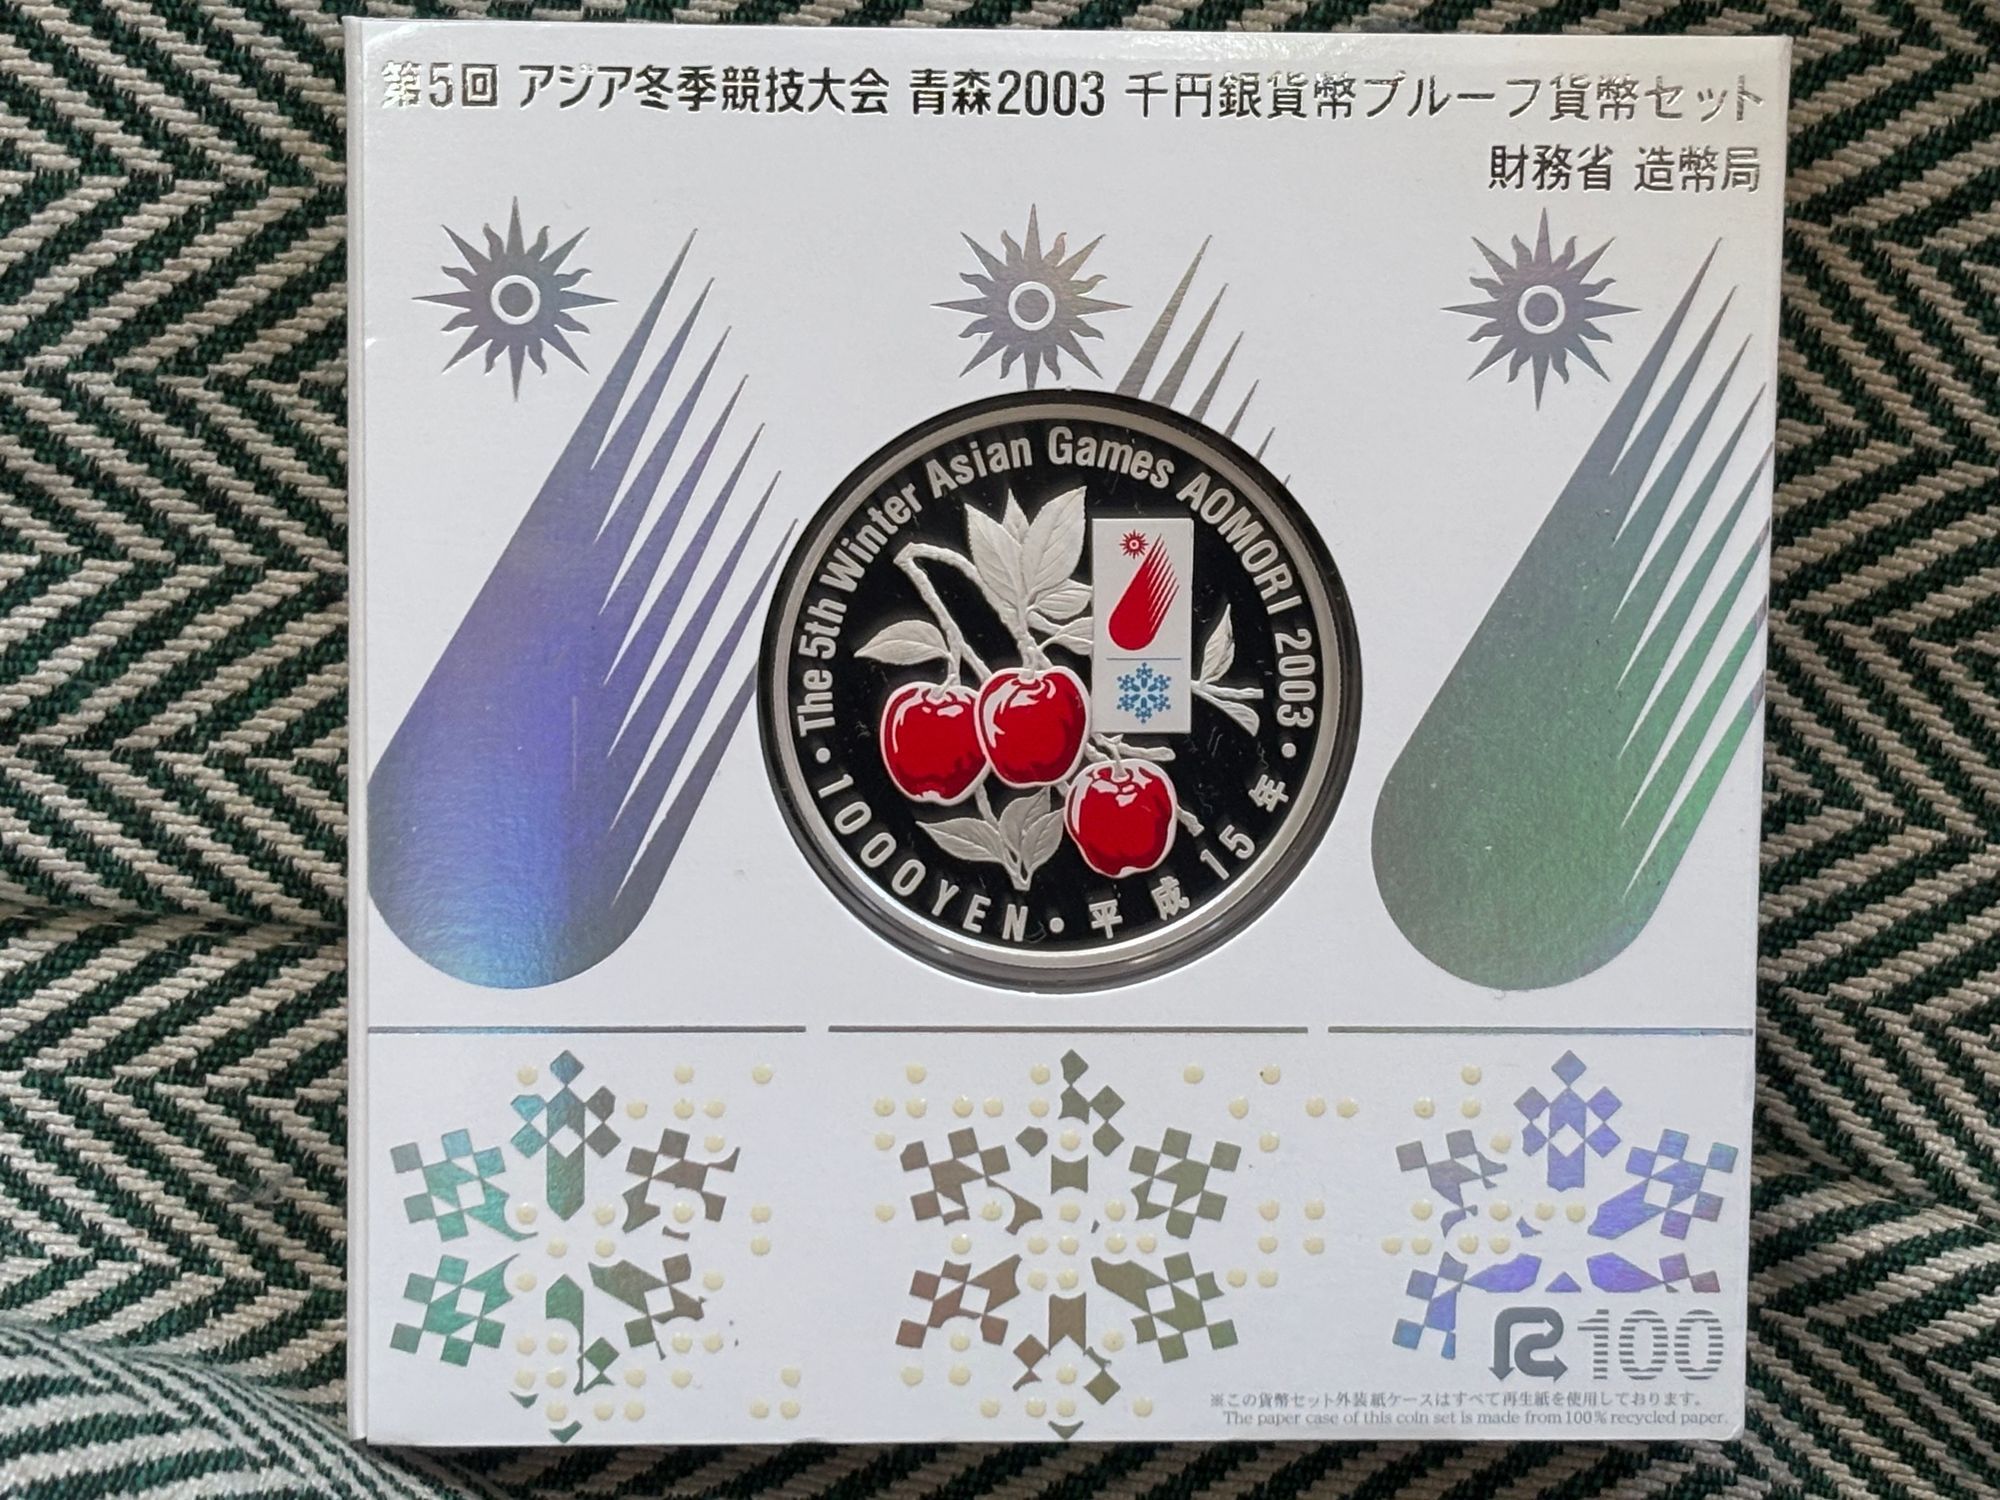 第5回 アジア冬季競技大会 青森2003 千円銀貨幣プルーフ貨幣セット
財務省 造幣局
・The 5th Winter Asian Games AOMORI 2003・
1000YEN・平成15年
100
※この貨幣セット外装紙ケースはすべて再生紙を使用しております。
The paper case of this coin set is made from 100% recycled paper.